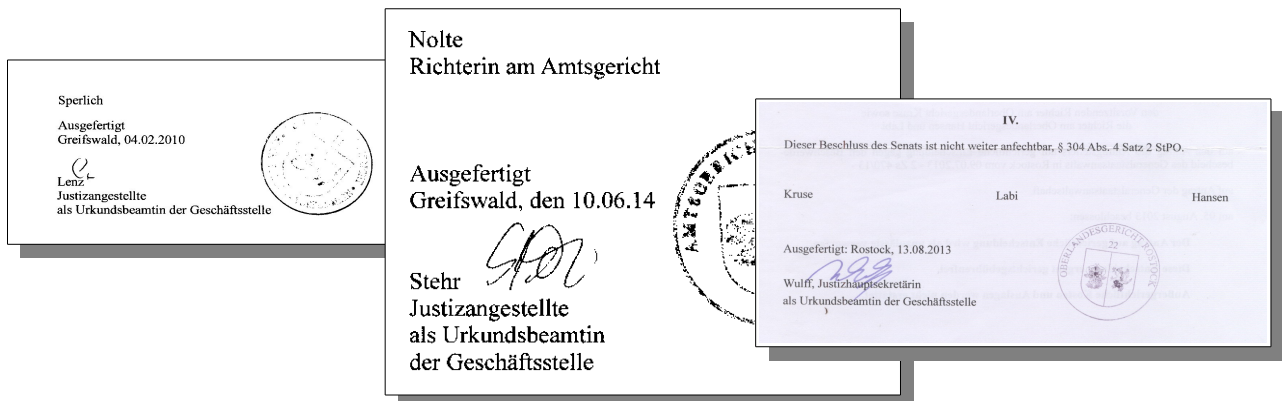 Sperlich
Ausgefertigt
Greifswald, 04.02.2010
Lenz
Justizangestellte
als Urkundsbeamtin der Geschäftsstelle
Nolte
Richterin am Amtsgericht
Ausgefertigt
Greifswald, den 10.06.14
Stehr
Justizangestellte
als Urkundsbeamtin
der Geschäftsstelle
AMTSGERICH
IV.
Dieser Beschluss des Senats ist nicht weiter anfechtbar, § 304 Abs. 4 Satz 2 StPO.
Kruse Labi Hansen
Ausgefertigt: Rostock, 13.08.2013
Wulff, Justizhauptsekretärin
als Urkundsbeamtin der Geschäftsstelle
OBERLANDESGERICHT ROSTOCK
22